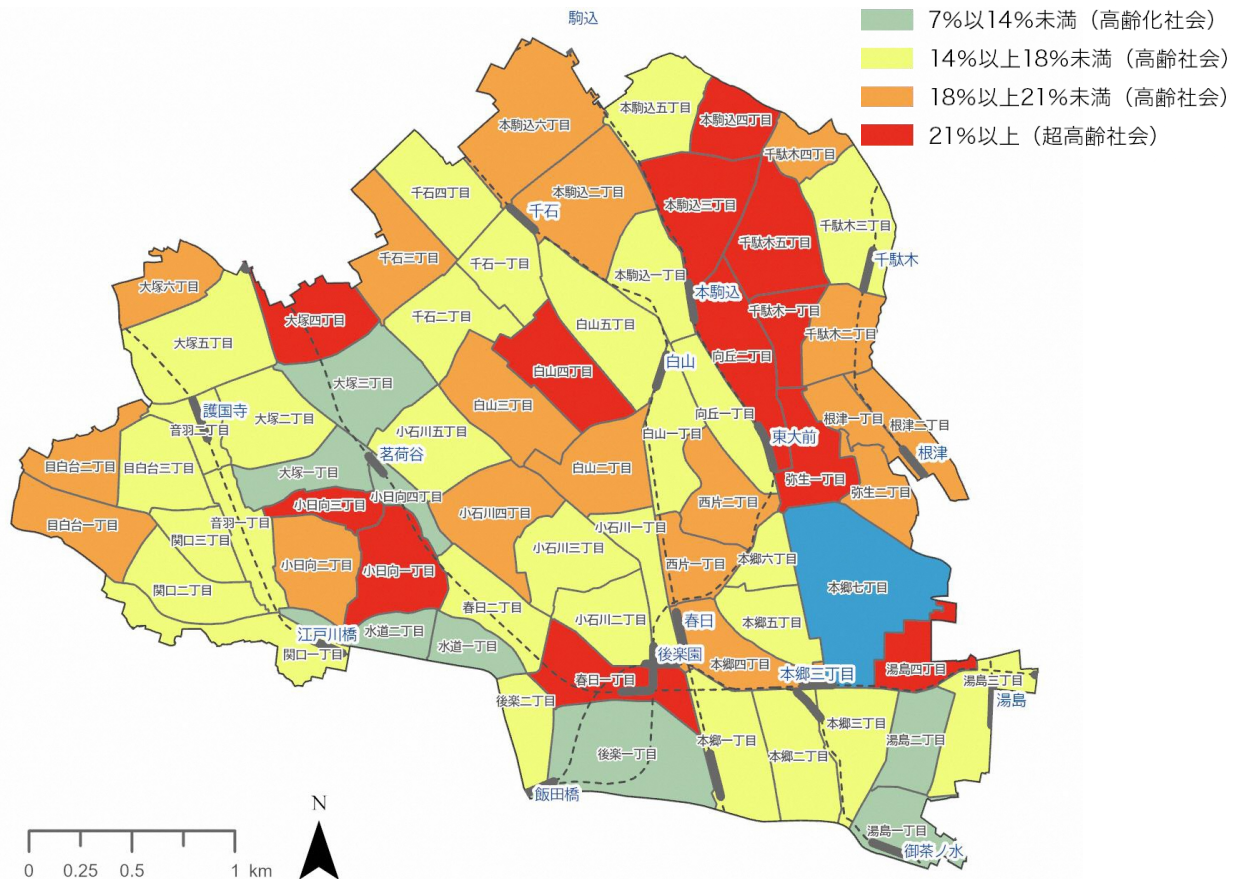 駒込
7%以14%未満（高齢化社会）
14%以上18%未満（高齢社会）
18%以上21%未満（高齢社会）
21%以上（超高齢社会）
本駒込五丁目
本駒込四丁目
本駒込六丁目
千駄木四丁目
千石四丁目
本駒込二丁目
本駒込三丁目
千石
千駄木三丁目
千駄木五丁目
千石三丁目
千石一丁目
千駄木
本駒込一丁目
大塚六丁目
本駒込
千駄木一丁目
千石二丁目
大塚四丁目
白山五丁目
千駄木二丁目
大塚五丁目
向丘二丁目
白山
白山四丁目
大塚三丁目
白山三丁目
護国寺
向丘一丁目
大塚二丁目
根津一丁目
根津二丁目
音羽二丁目
小石川五丁目
白山一丁目
東大前
根津
茗荷谷
目白台二丁目
目白台三丁目
白山二丁目
大塚一丁目
弥生一丁目
弥生二丁目
小日向四丁目
小日向三丁目
西片二丁目
小石川四丁目
目白台一丁目
音羽一丁目
小石川一丁目
関口三丁目
小石川三丁目
本郷六丁目
小日向二丁目
小日向一丁目
西片一丁目
本郷七丁目
関口二丁目
春日二丁目
小石川二丁目
春日
本郷五丁目
江戸川橋
水道二丁目
水道一丁目
関口一丁目
後楽園
本郷四丁目
湯島四丁目
本郷三丁目
春日一丁目
湯島三丁目
後楽二丁目
湯島
本郷三丁目
本郷一丁目
湯島二丁目
後楽一丁目
本郷二丁目
飯田橋
N
湯島一丁目
御茶ノ水
0 0.25 0.5 1 km